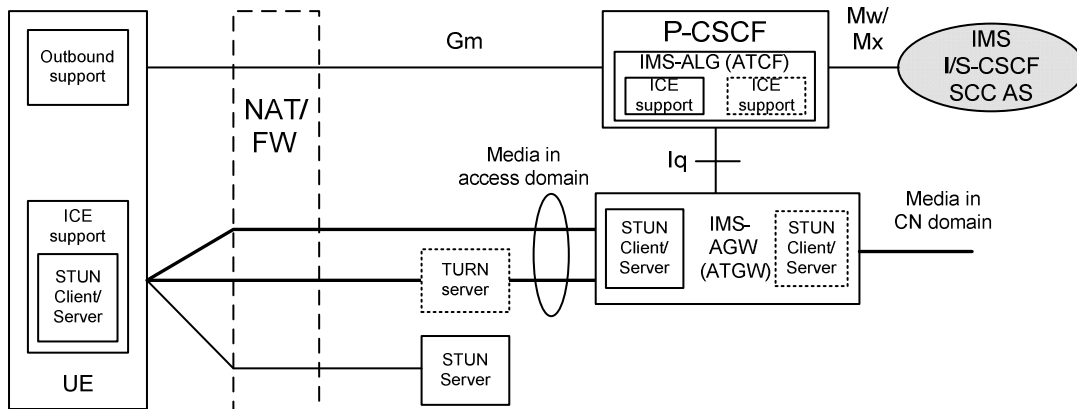 Outbound
support
NAT/
FW
Gm
P-CSCF
IMS-ALG (ATCF)
ICE
support
ICE
support
Mw/
Mx
IMS
I/S-CSCF
SCC AS
Iq
Media in
access domain
ICE
support
STUN
Client/
Server
UE
TURN
server
STUN
Server
STUN
Client/
Server
IMS-
AGW
(ATGW)
STUN
Client/
Server
Media in
CN domain